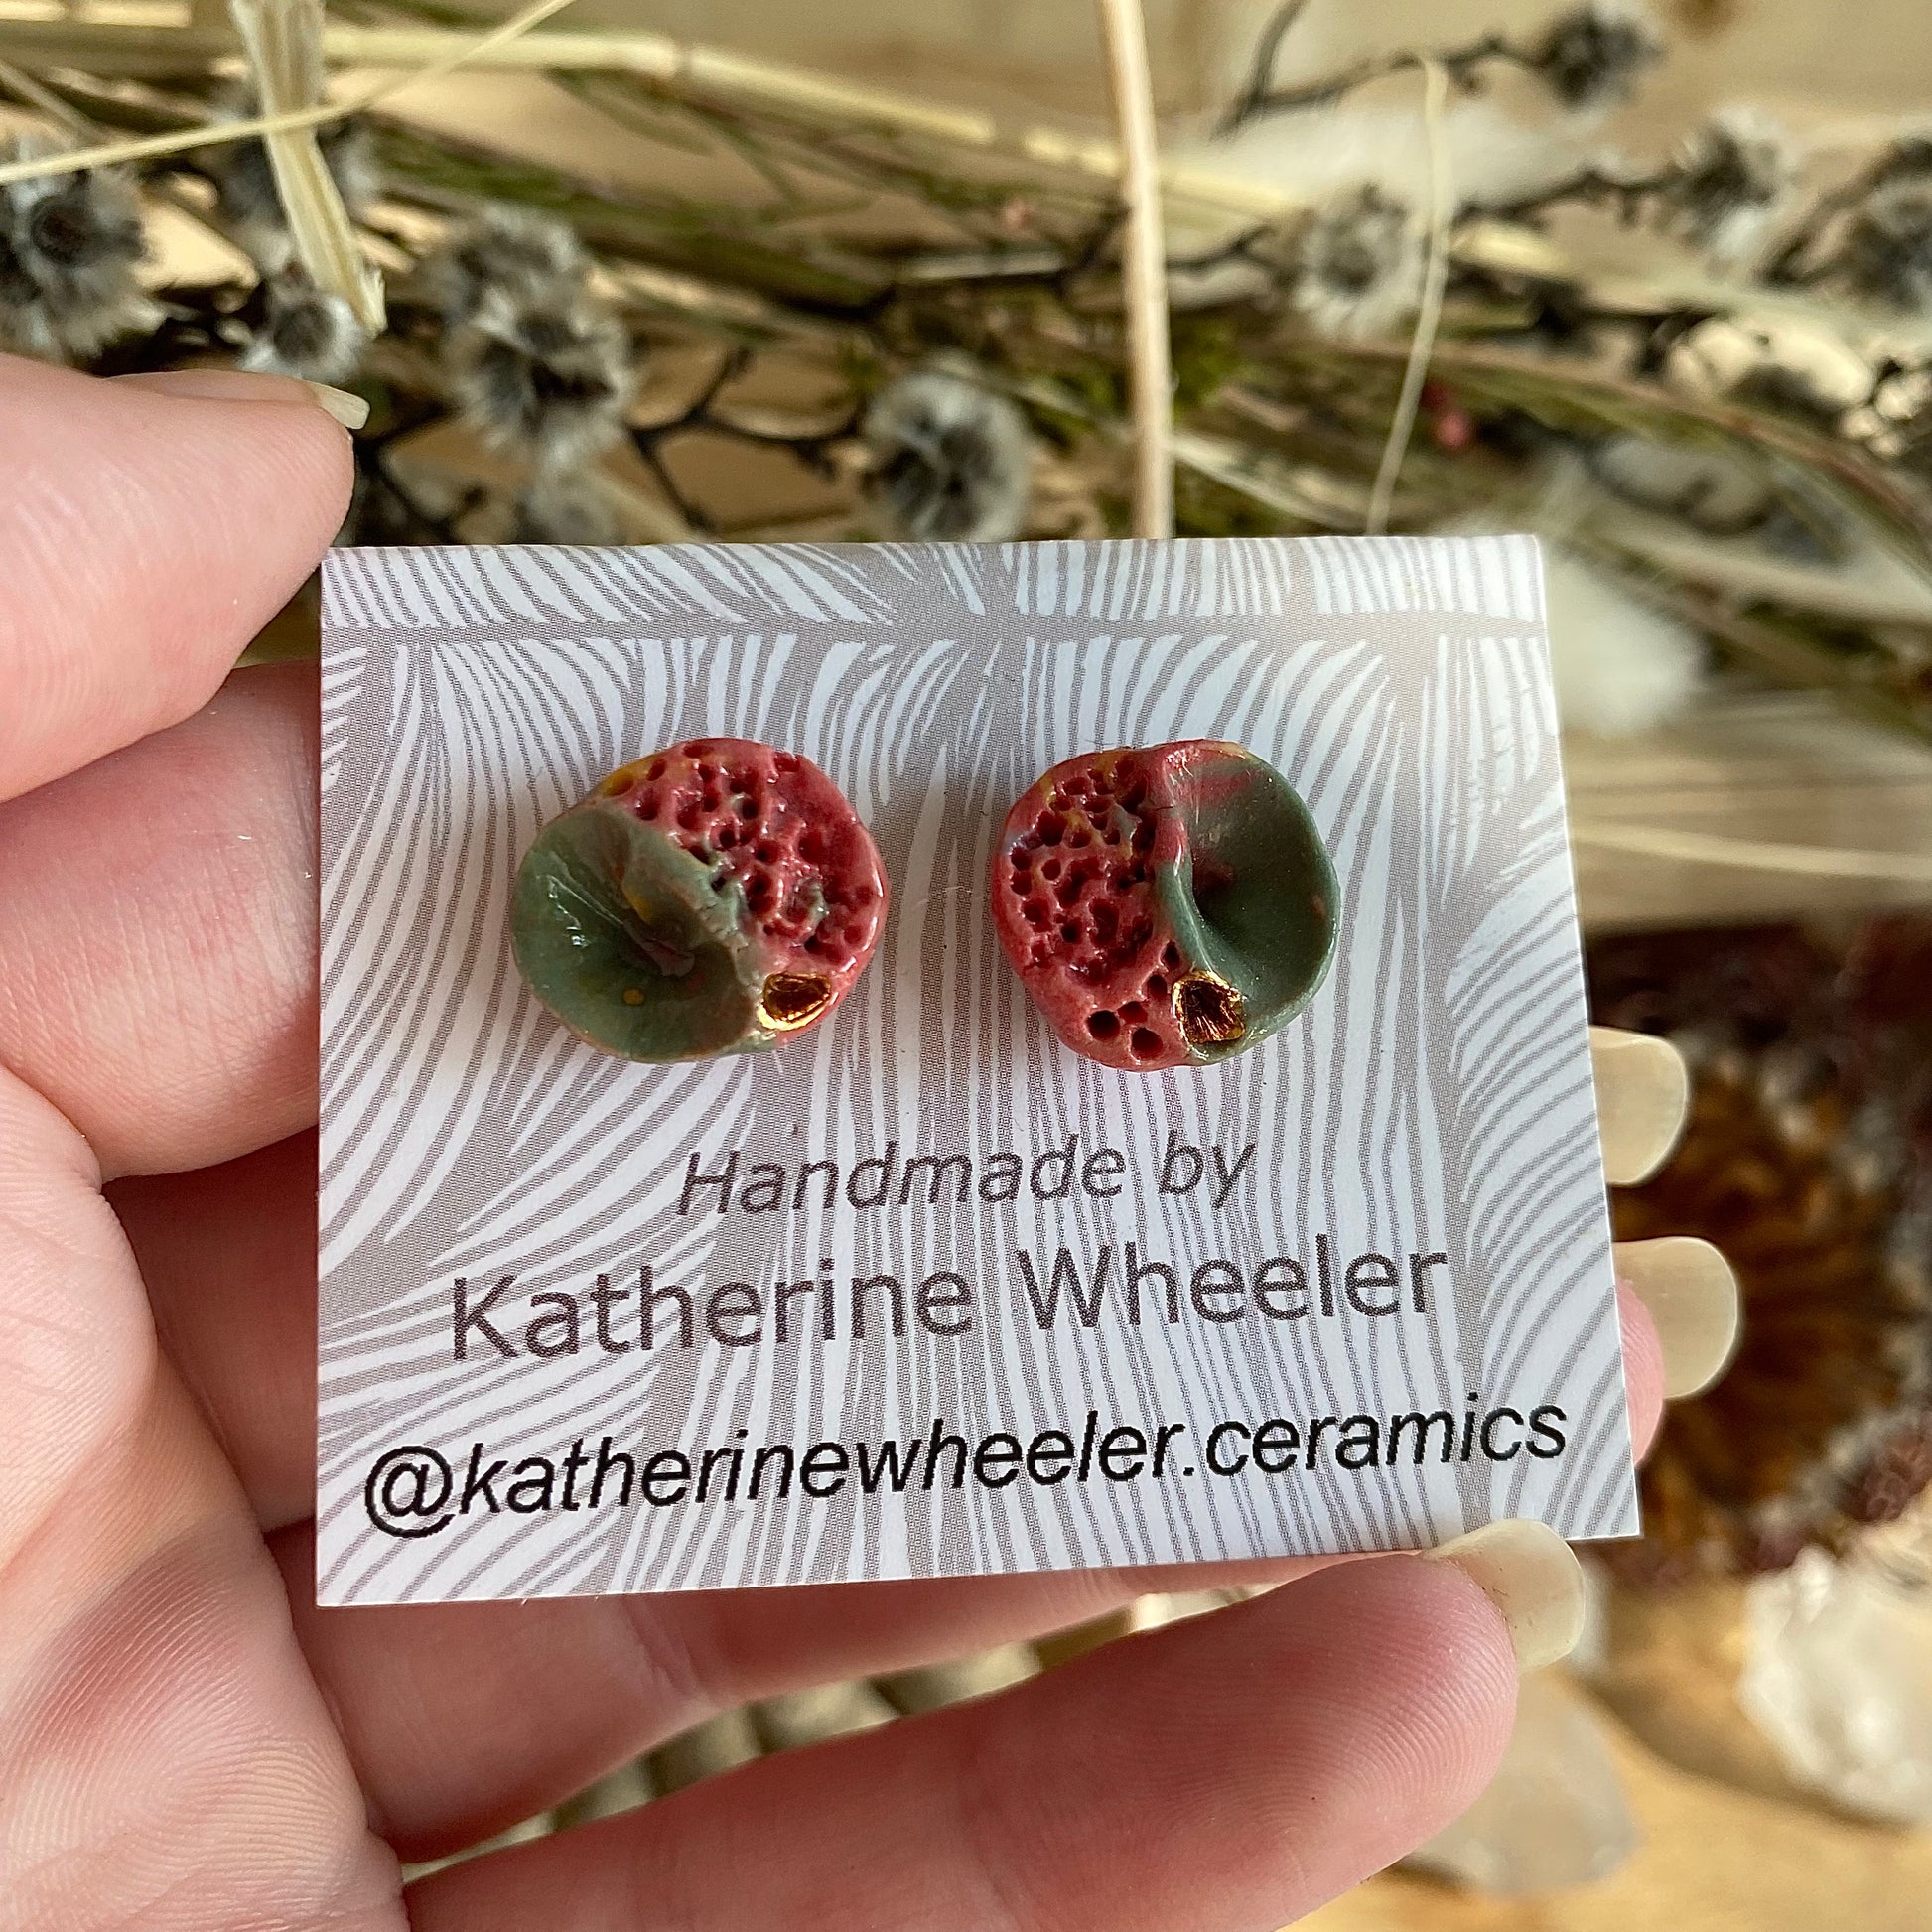 Handmade by
Katherine Wheeler
@katherinewheeler.ceramics